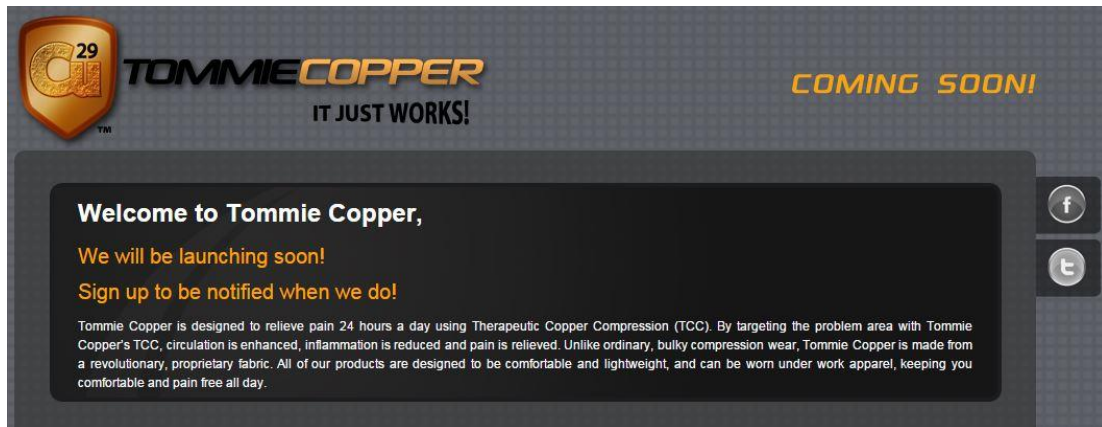 29
Cu
TM
TOMMIECOPPER
IT JUST WORKS!
COMING SOON!
Welcome to Tommie Copper,
We will be launching soon!
Sign up to be notified when we do!
Tommie Copper is designed to relieve pain 24 hours a day using Therapeutic Copper Compression (TCC). By targeting the problem area with Tommie
Copper's TCC, circulation is enhanced, inflammation is reduced and pain is relieved. Unlike ordinary, bulky compression wear, Tommie Copper is made from
a revolutionary, proprietary fabric. All of our products are designed to be comfortable and lightweight, and can be worn under work apparel, keeping you
comfortable and pain free all day.
f
t